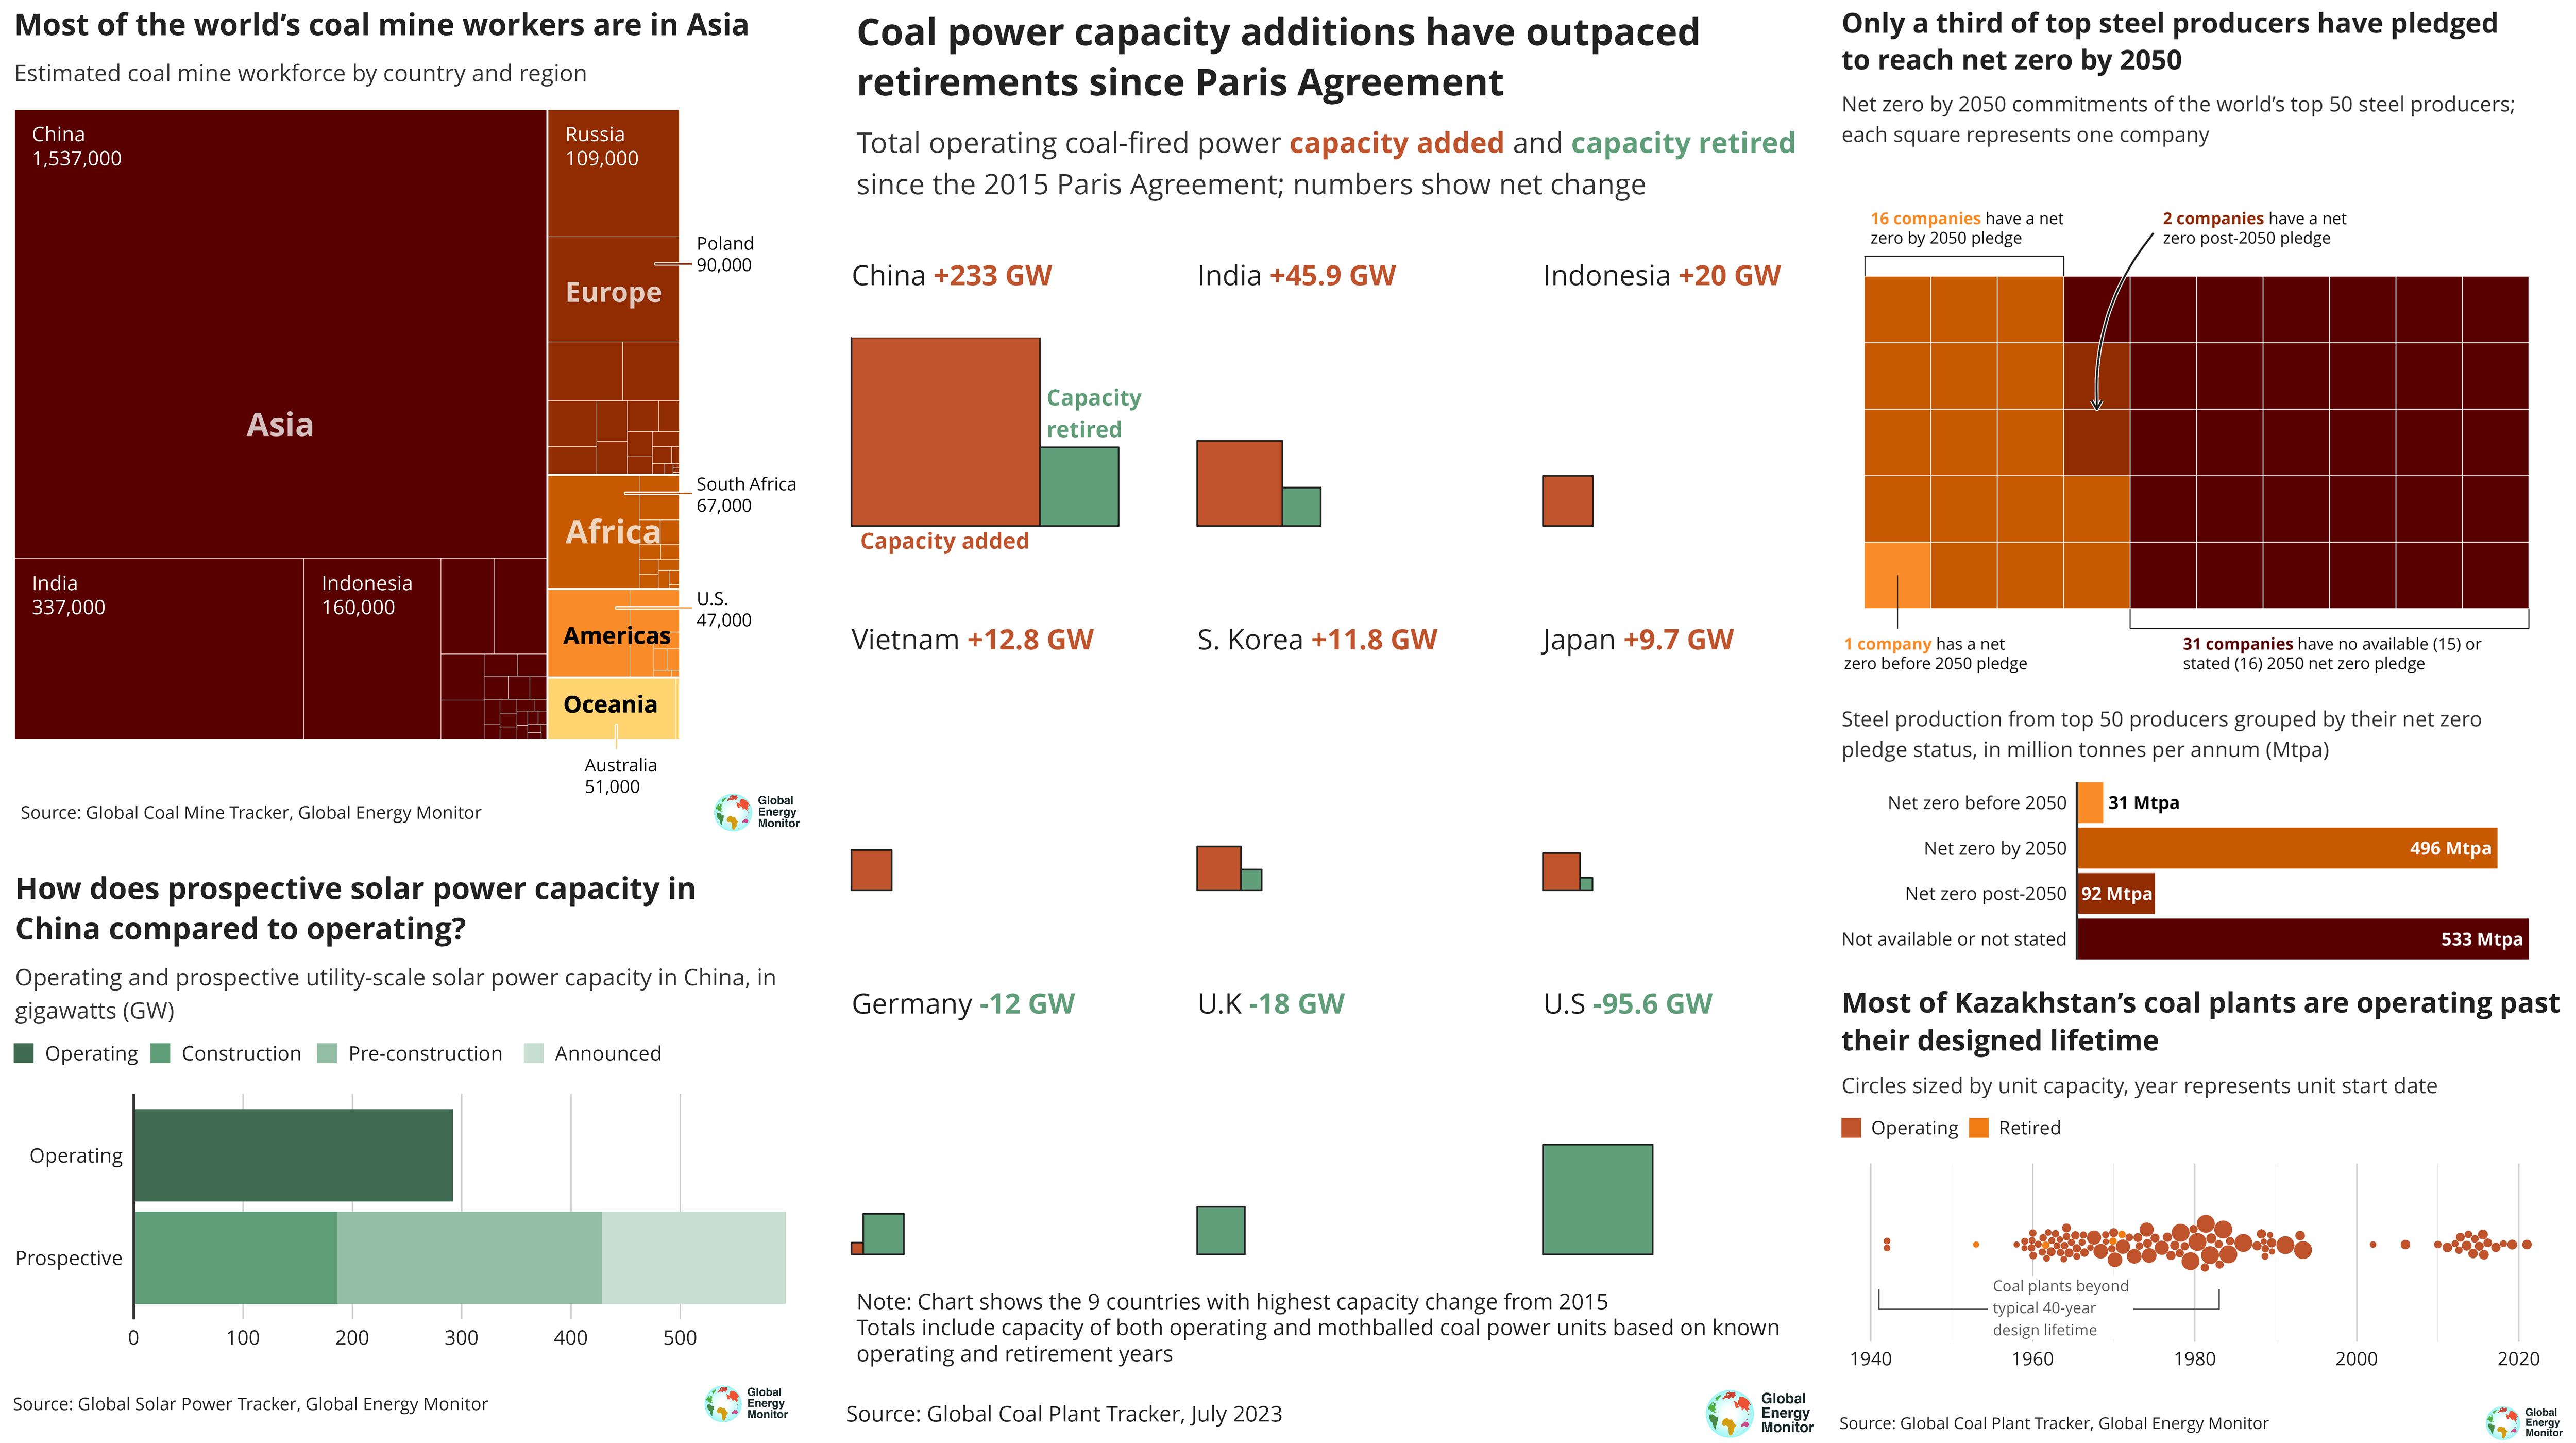 Most of the world's coal mine workers are in Asia
Estimated coal mine workforce by country and region
China
1,537,000
Russia
109,000
Poland
90,000
Europe
Asia
South Africa
67,000
Africa
India
337,000
Indonesia
160,000
U.S.
47,000
Americas
Oceania
Australia
51,000
Source: Global Coal Mine Tracker, Global Energy Monitor
Global
Energy
Monitor
How does prospective solar power capacity in
China compared to operating?
Operating and prospective utility-scale solar power capacity in China, in
gigawatts (GW)
Operating Construction Pre-construction Announced
Operating
Prospective
0 100 200 300 400 500
Source: Global Solar Power Tracker, Global Energy Monitor
Global
Energy
Monitor
Coal power capacity additions have outpaced
retirements since Paris Agreement
Total operating coal-fired power capacity added and capacity retired
since the 2015 Paris Agreement; numbers show net change
China +233 GW India +45.9 GW Indonesia +20 GW
Capacity
retired
Capacity added
Vietnam +12.8 GW S. Korea +11.8 GW Japan +9.7 GW
Germany -12 GW U.K -18 GW U.S -95.6 GW
Note: Chart shows the 9 countries with highest capacity change from 2015
Totals include capacity of both operating and mothballed coal power units based on known
operating and retirement years
Source: Global Coal Plant Tracker, July 2023
Global
Energy
Monitor
Only a third of top steel producers have pledged
to reach net zero by 2050
Net zero by 2050 commitments of the world's top 50 steel producers;
each square represents one company
16 companies have a net
zero by 2050 pledge
2 companies have a net
zero post-2050 pledge
1 company has a net
zero before 2050 pledge
31 companies have no available (15) or
stated (16) 2050 net zero pledge
Steel production from top 50 producers grouped by their net zero
pledge status, in million tonnes per annum (Mtpa)
Net zero before 2050 31 Mtpa
Net zero by 2050 496 Mtpa
Net zero post-2050 92 Mtpa
Not available or not stated 533 Mtpa
Most of Kazakhstan's coal plants are operating past
their designed lifetime
Circles sized by unit capacity, year represents unit start date
Operating Retired
Coal plants beyond
typical 40-year
design lifetime
1940 1960 1980 2000 2020
Source: Global Coal Plant Tracker, Global Energy Monitor
Global
Energy
Monitor